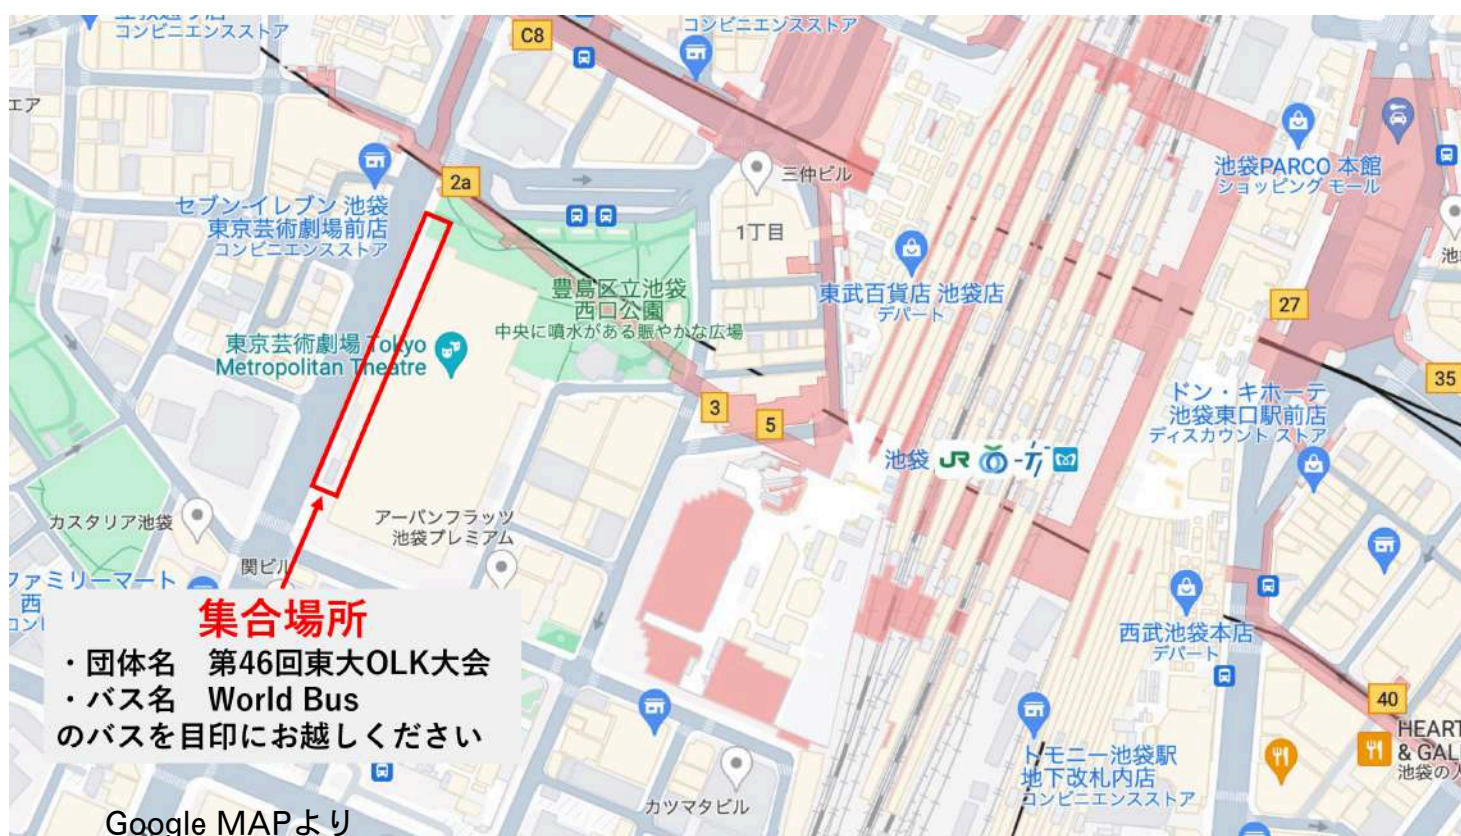 コンビニエンスストア
C8
コンビニエンスストア
エア
2a
三仲ビル
池袋PARCO 本館
ショッピング モール
セブン-イレブン 池袋
東京芸術劇場前店
コンビニエンスストア
1丁目
豊島区立池袋
西口公園
中央に噴水がある賑やかな広場
東武百貨店 池袋店
デパート
27
東京芸術劇場 Tokyo
Metropolitan Theatre
35
3
5
ドン・キホーテ
池袋東口駅前店
ディスカウント ストア
池袋 JR
カスタリア池袋
アーバンフラッツ
池袋プレミアム
関ビル
ファミリーマート
西
コンビ
集合場所
・団体名 第46回東大OLK大会
・バス名 World Bus
のバスを目印にお越しください
西武池袋本店
デパート
40
HEART
& GAL
池袋の
トモニー池袋駅
地下改札内店
コンビニエンスストア
カツマタビル
Google MAPより